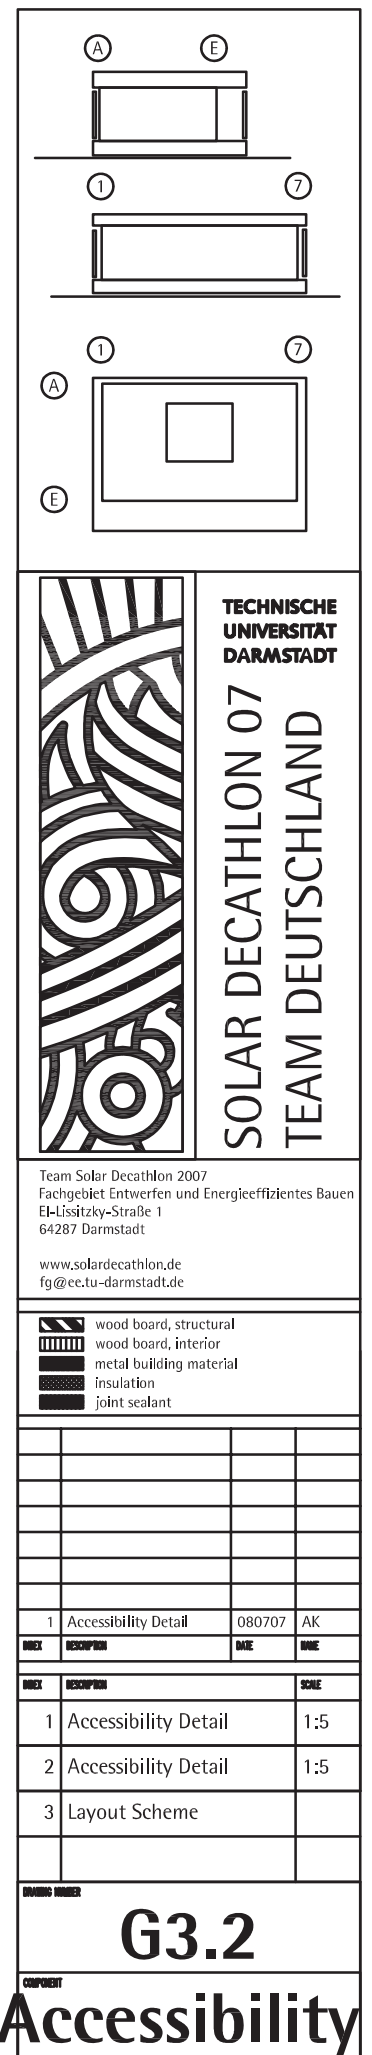 A E
1 7
1 7
A
E
TECHNISCHE
UNIVERSITÄT
DARMSTADT
SOLAR DECATHLON 07
TEAM DEUTSCHLAND
Team Solar Decathlon 2007
Fachgebiet Entwerfen und Energieeffizientes Bauen
El-Lissitzky-Straße 1
64287 Darmstadt
www.solardecathlon.de
fg@ee.tu-darmstadt.de
wood board, structural
wood board, interior
metal building material
insulation
joint sealant
1 Accessibility Detail 080707 AK
INDEX DESCRIPTION DATE NAME
INDEX DESCRIPTION SCALE
1 Accessibility Detail 1:5
2 Accessibility Detail 1:5
3 Layout Scheme
DRAWING NUMBER
G3.2
COMPONENT
Accessibility